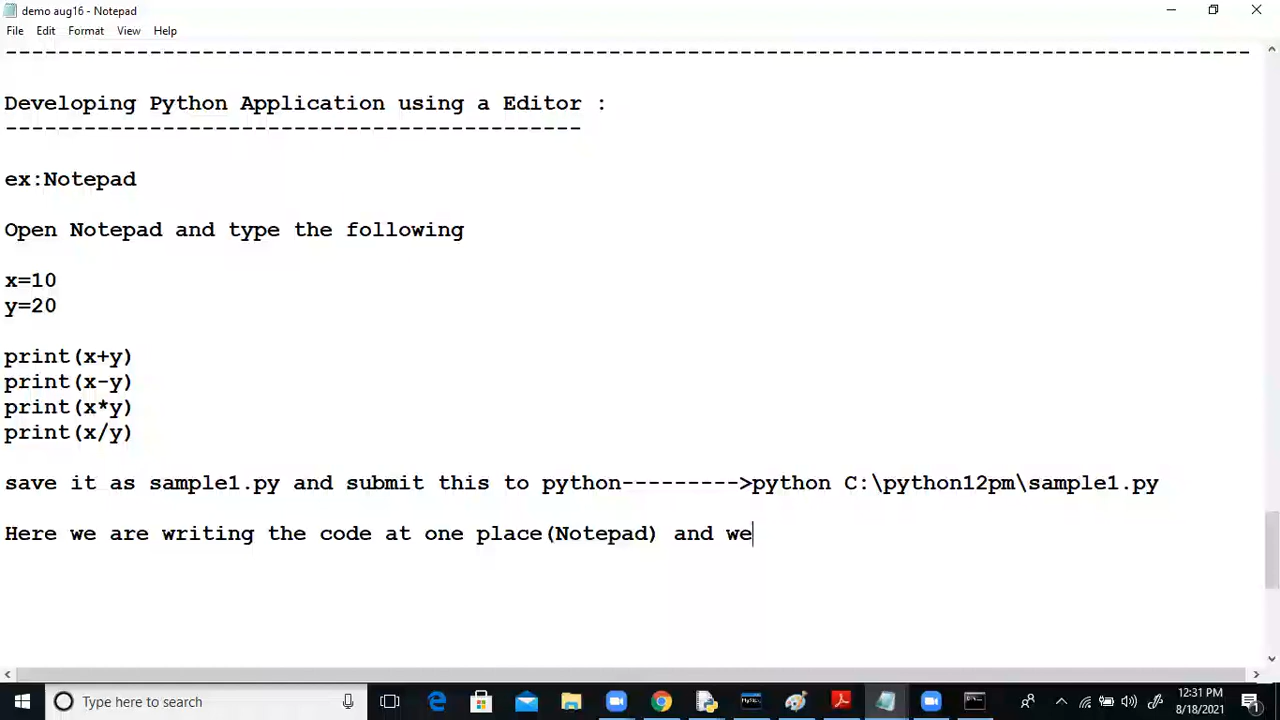 demo aug16 - Notepad
File Edit Format View Help
-----------------------------------------------------------------------------------------------
Developing Python Application using a Editor :
--------------------------------------------
ex:Notepad
Open Notepad and type the following
x=10
y=20
print(x+y)
print(x-y)
print(x*y)
print(x/y)
save it as sample1.py and submit this to python--------->python C:\python12pm\sample1.py
Here we are writing the code at one place(Notepad) and we
Type here to search
12:31 PM
8/18/2021